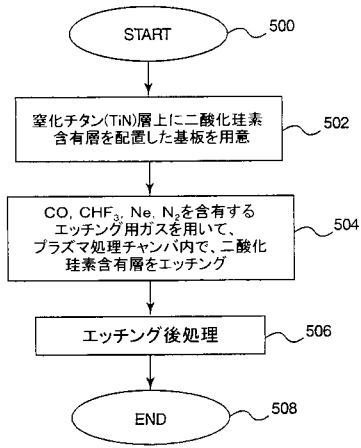 START
500
窒化チタン(TiN)層上に二酸化珪素
含有層を配置した基板を用意
502
CO, CHF₃, Ne, N₂を含有する
エッチング用ガスを用いて、
プラズマ処理チャンバ内で、二酸化
珪素含有層をエッチング
504
エッチング後処理
506
END
508